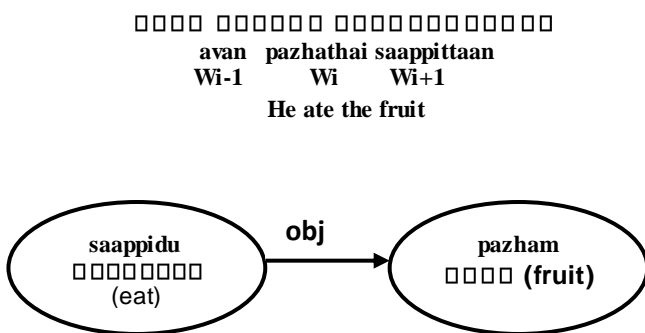 avan pazhathai saappittaan
Wi-1 Wi Wi+1
He ate the fruit
saappidu
(eat)
obj
pazham
(fruit)